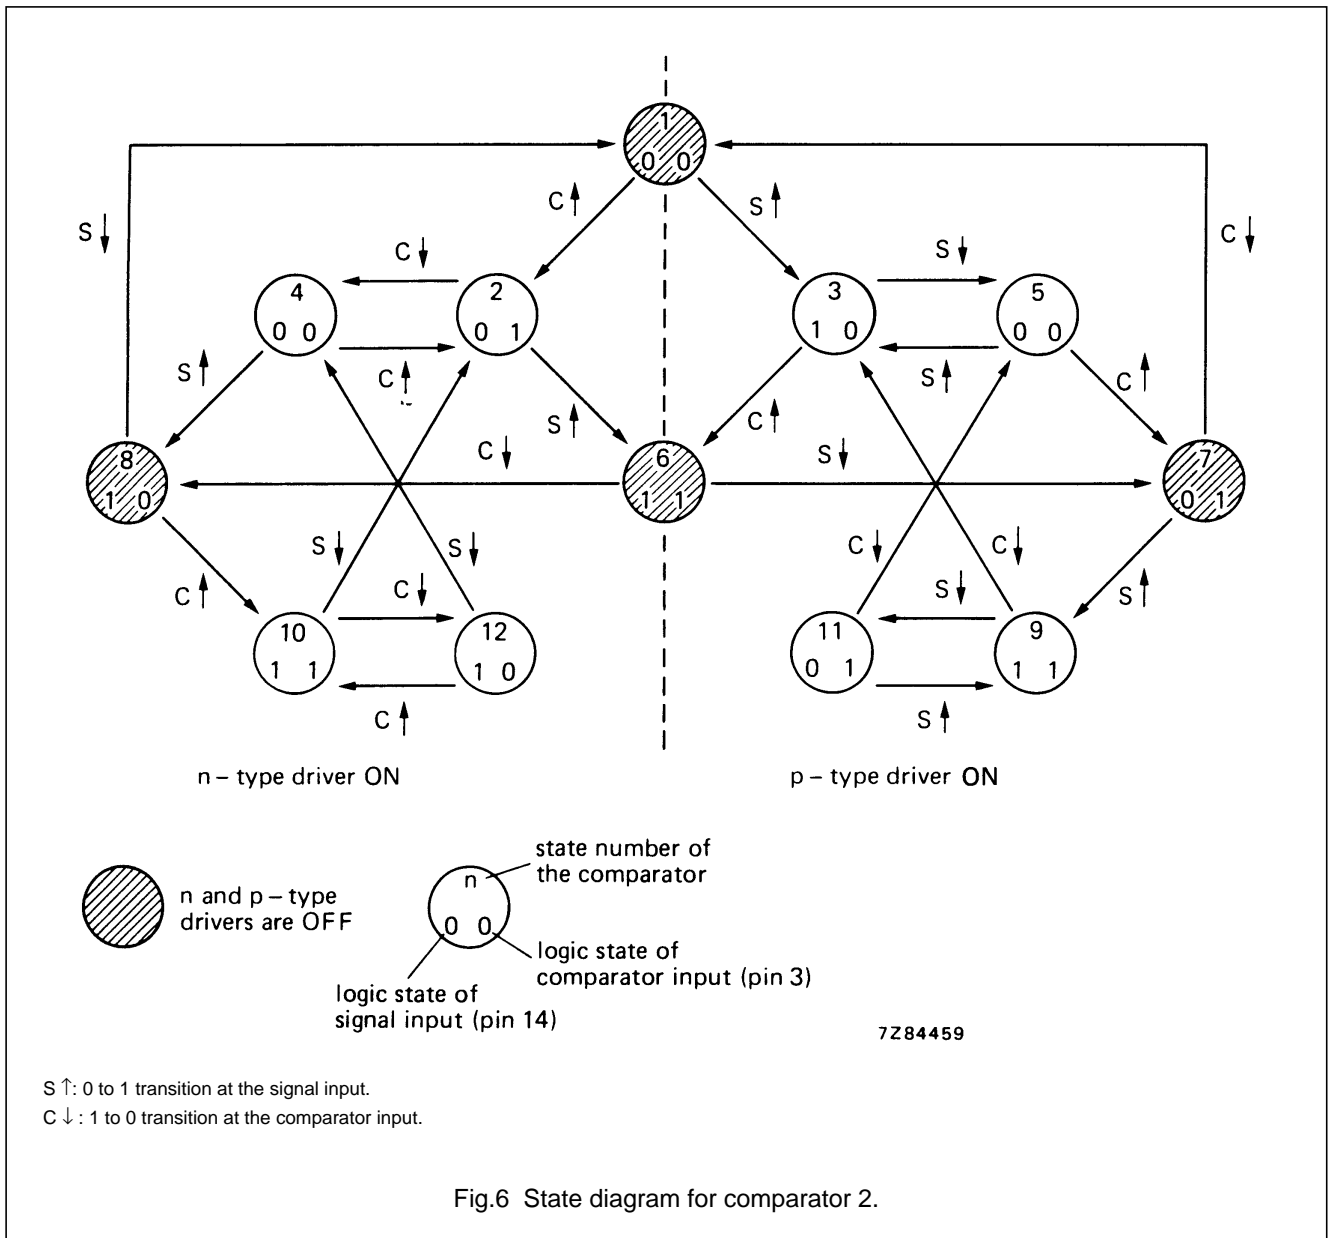 1
0 0
C↑
S↑
S↓
C↓
C↓
S↓
4
0 0
2
0 1
3
1 0
5
0 0
S↑
C↑
S↑
C↑
S↑
C↑
8
1 0
C↓
6
1 1
S↓
7
0 1
C↑
S↓
S↓
C↓
C↓
S↑
C↓
S↓
10
1 1
12
1 0
11
0 1
9
1 1
C↑
S↑
n – type driver ON
p – type driver ON
n and p – type
drivers are OFF
n
0 0
state number of
the comparator
logic state of
comparator input (pin 3)
logic state of
signal input (pin 14)
7Z84459
S ↑: 0 to 1 transition at the signal input.
C ↓ : 1 to 0 transition at the comparator input.
Fig.6 State diagram for comparator 2.